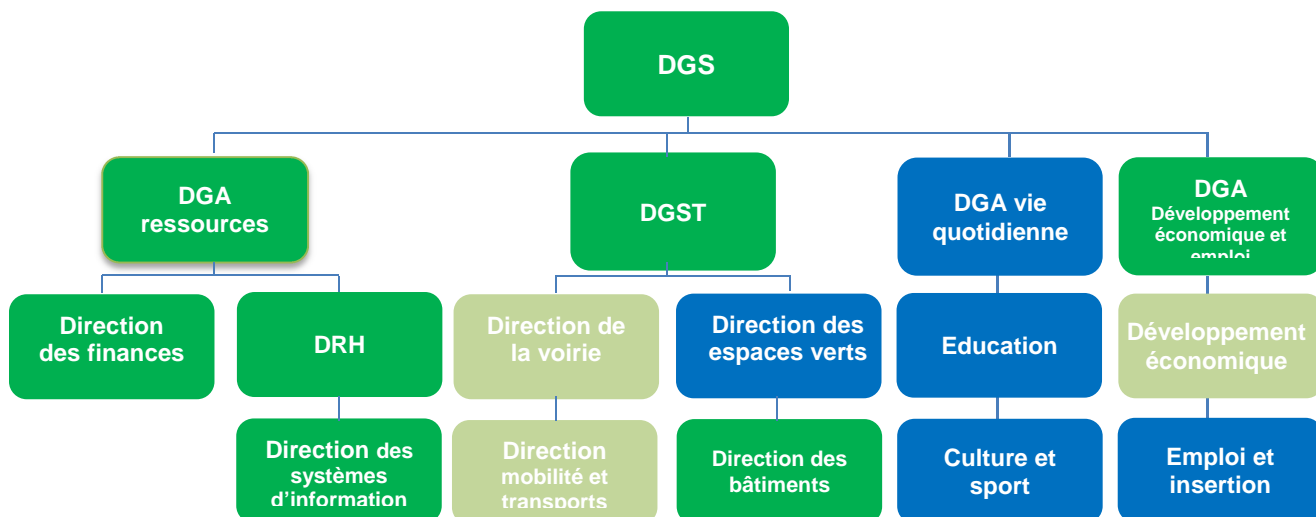 DGS
DGA
ressources
DGST
DGA vie
quotidienne
DGA
Développement
économique et
emploi
Direction
des finances
DRH
Direction de
la voirie
Direction des
espaces verts
Education
Développement
économique
Direction des
systèmes
d'information
Direction
mobilité et
transports
Direction des
bâtiments
Culture et
sport
Emploi et
insertion